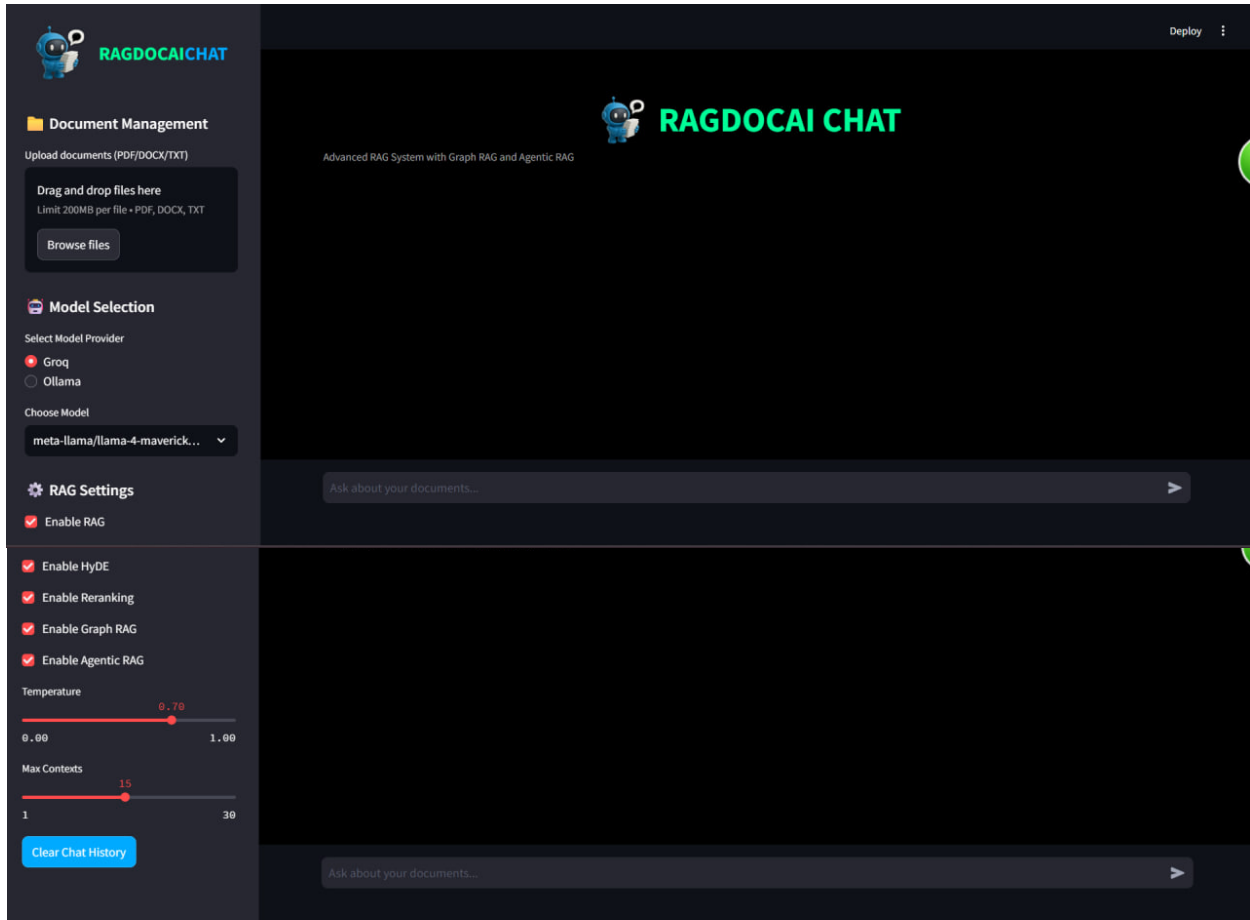 RAGDOCAICHAT
Document Management
Upload documents (PDF/DOCX/TXT)
Drag and drop files here
Limit 200MB per file • PDF, DOCX, TXT
Browse files
Model Selection
Select Model Provider
Groq
Ollama
Choose Model
meta-llama/llama-4-maverick...
RAG Settings
Enable RAG
Deploy
RAGDOCAI CHAT
Advanced RAG System with Graph RAG and Agentic RAG
Ask about your documents...
Enable HyDE
Enable Reranking
Enable Graph RAG
Enable Agentic RAG
Temperature
0.70
0.00 1.00
Max Contexts
15
1 30
Clear Chat History
Ask about your documents...